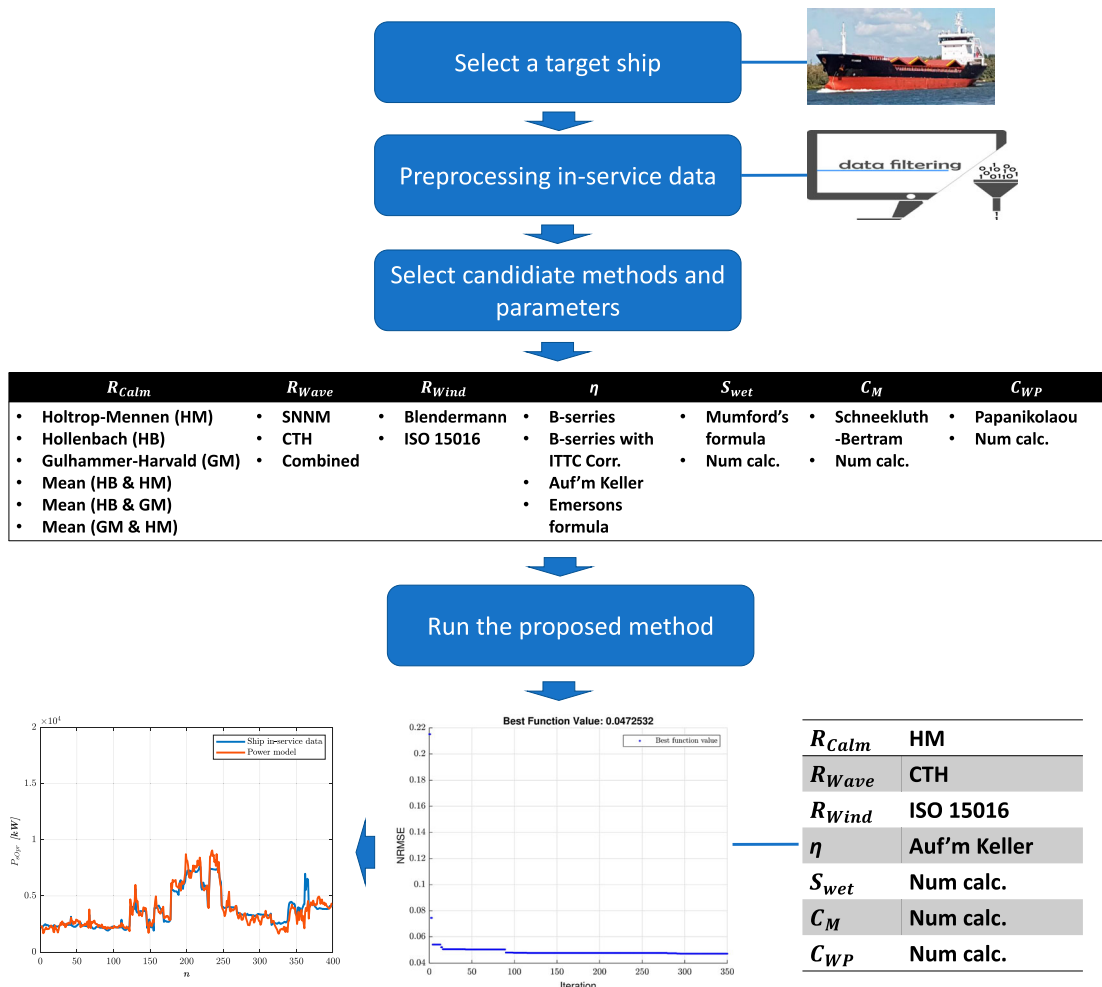 Select a target ship
Preprocessing in-service data
data filtering
Select candidiate methods and
parameters
R_Calm R_Wave R_Wind η S_wet C_M C_WP
• Holtrop-Mennen (HM)
• Hollenbach (HB)
• Gulhammer-Harvald (GM)
• Mean (HB & HM)
• Mean (HB & GM)
• Mean (GM & HM)
• SNNM
• CTH
• Combined
• Blendermann
• ISO 15016
• B-serries
• B-serries with
ITTC Corr.
• Auf'm Keller
• Emersons
formula
• Mumford's
formula
• Num calc.
• Schneekluth
-Bertram
• Num calc.
• Papanikolaou
• Num calc.
Run the proposed method
×10^4
2
1.5
1
0.5
0
0 50 100 150 200 250 300 350 400
n
P_sOpr [kW]
Ship in-service data
Power model
Best Function Value: 0.0472532
Best function value
NRMSE
0.22
0.2
0.18
0.16
0.14
0.12
0.1
0.08
0.06
0.04
0 50 100 150 200 250 300 350
Iteration
R_Calm HM
R_Wave CTH
R_Wind ISO 15016
η Auf'm Keller
S_wet Num calc.
C_M Num calc.
C_WP Num calc.